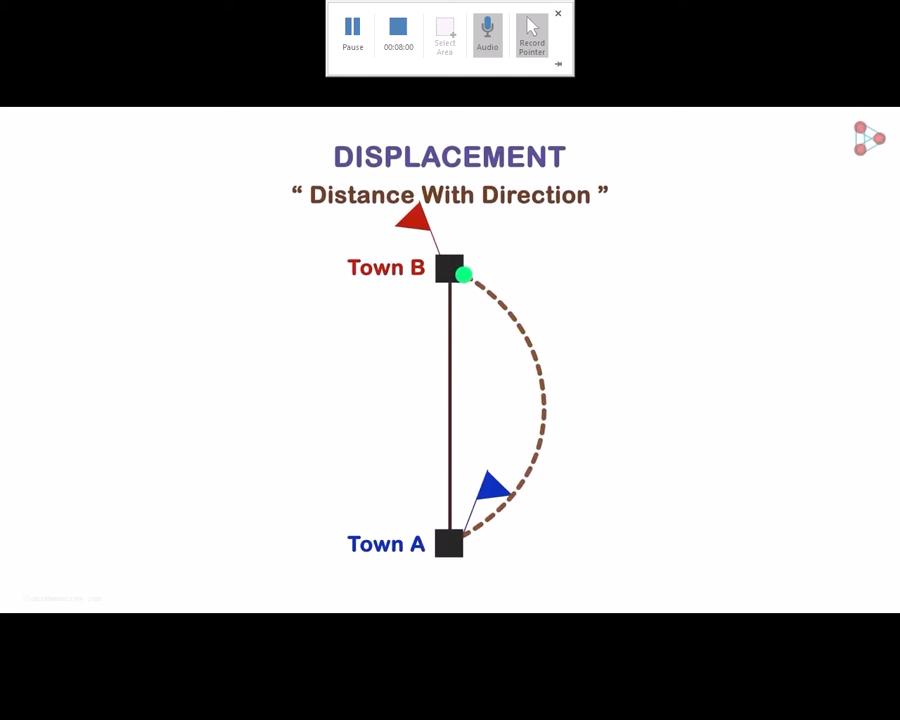 Pause
00:08:00
Select
Area
Audio
Record
Pointer
DISPLACEMENT
“ Distance With Direction ”
Town B
Town A